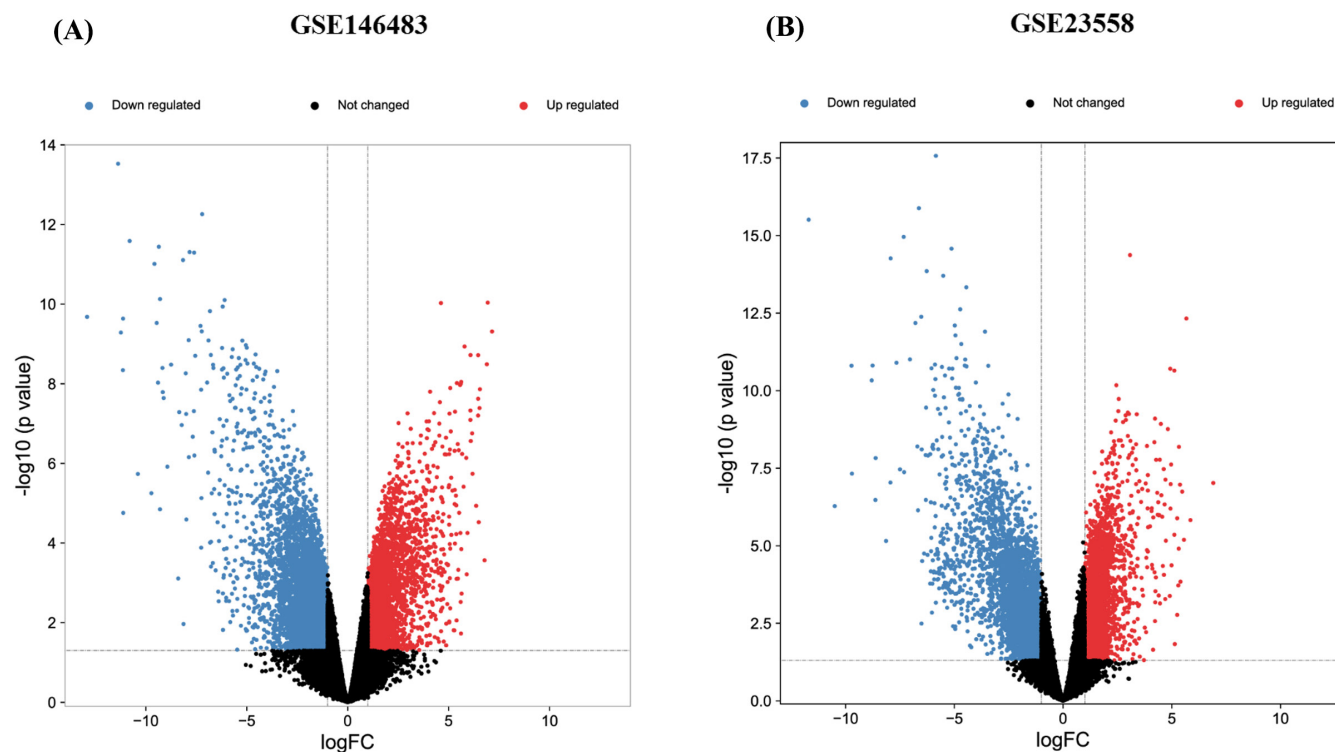 (A) GSE146483
Down regulated Not changed Up regulated
14
12
10
8
6
4
2
0
-log10 (p value)
−10 −5 0 5 10
logFC
(B) GSE23558
Down regulated Not changed Up regulated
17.5
15.0
12.5
10.0
7.5
5.0
2.5
0.0
-log10 (p value)
−10 −5 0 5 10
logFC